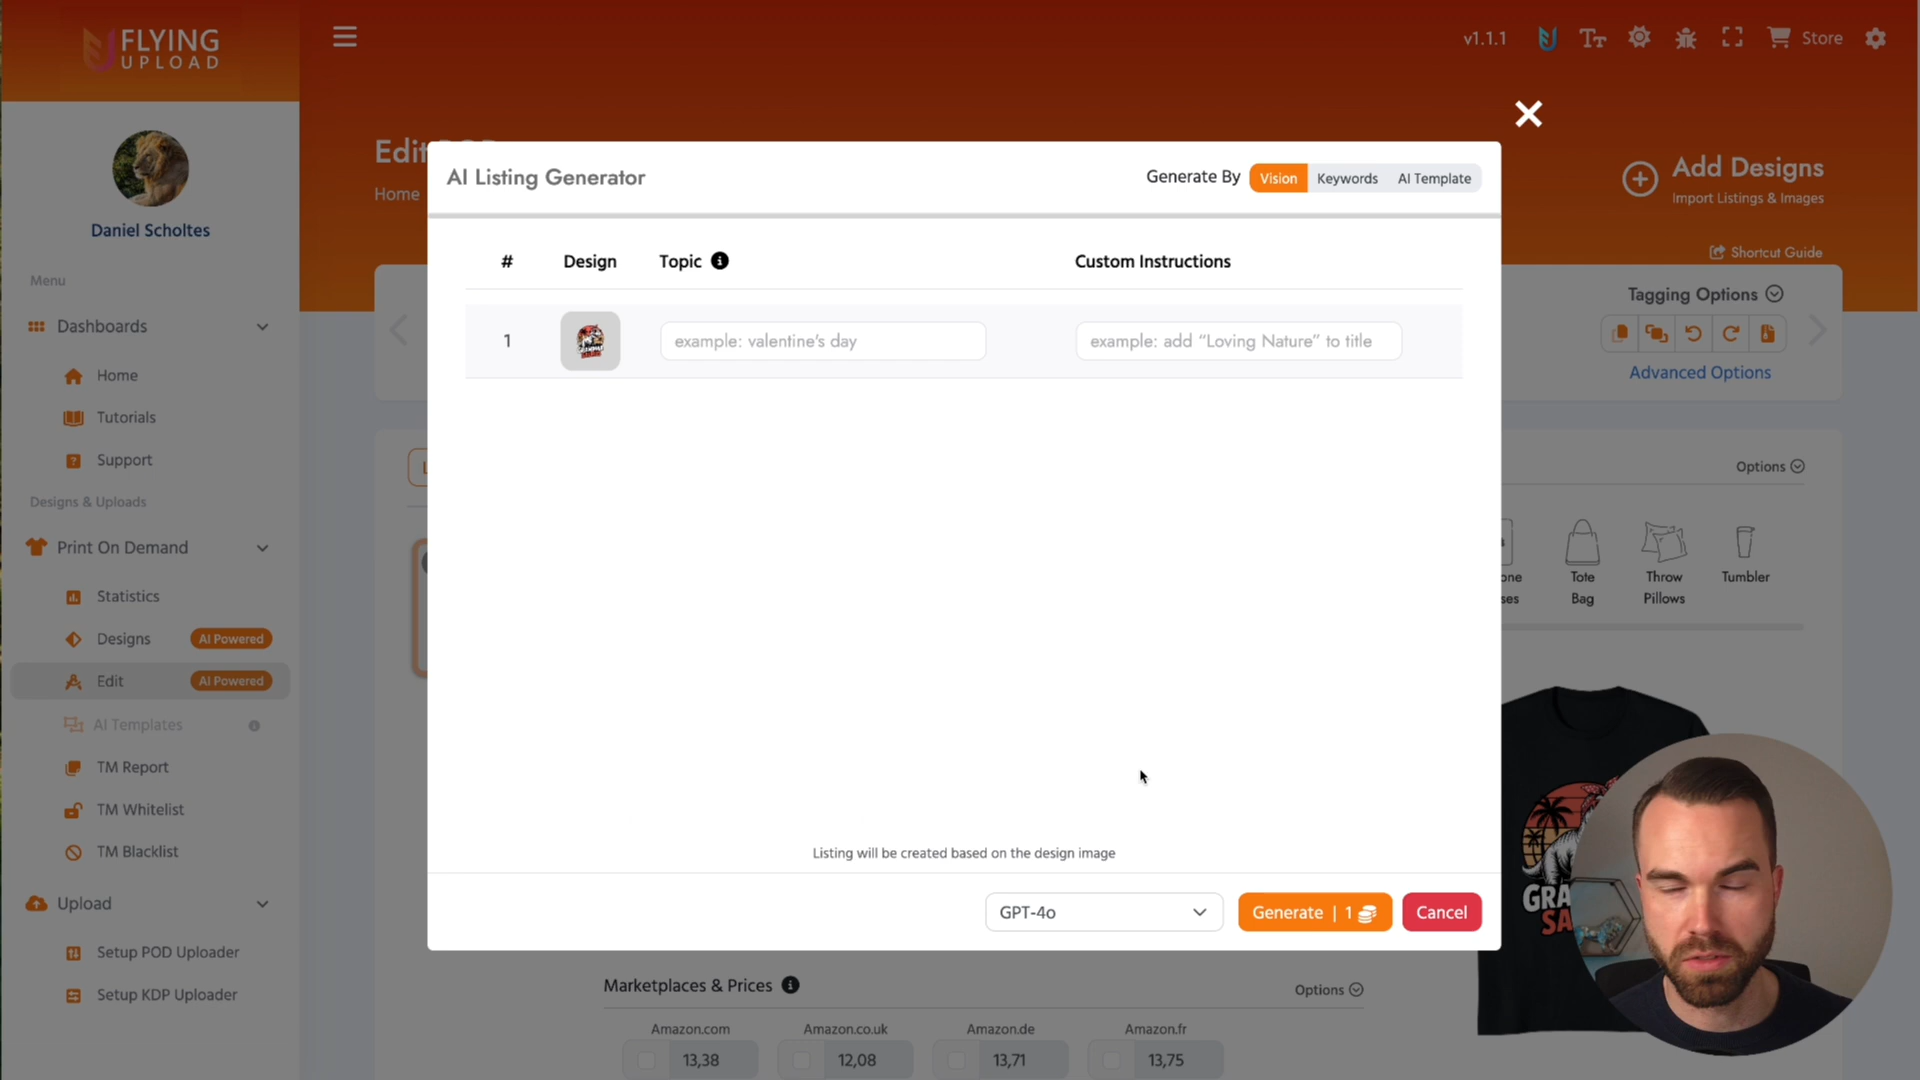 FLYING
UPLOAD
v1.1.1
Store
Daniel Scholtes
Menu
Dashboards
Home
Tutorials
Support
Designs & Uploads
Print On Demand
Statistics
Designs
AI Powered
Edit
AI Powered
AI Templates
TM Report
TM Whitelist
TM Blacklist
Upload
Setup POD Uploader
Setup KDP Uploader
Edit
Home
Add Designs
Import Listings & Images
Shortcut Guide
Tagging Options
Advanced Options
Options
AI Listing Generator
Generate By
Vision
Keywords
AI Template
#
Design
Topic
Custom Instructions
1
example: valentine's day
example: add “Loving Nature” to title
Listing will be created based on the design image
GPT-4o
Generate | 1
Cancel
Tote
Bag
Throw
Pillows
Tumbler
GRA
SA
Marketplaces & Prices
Options
Amazon.com
Amazon.co.uk
Amazon.de
Amazon.fr
13,38
12,08
13,71
13,75